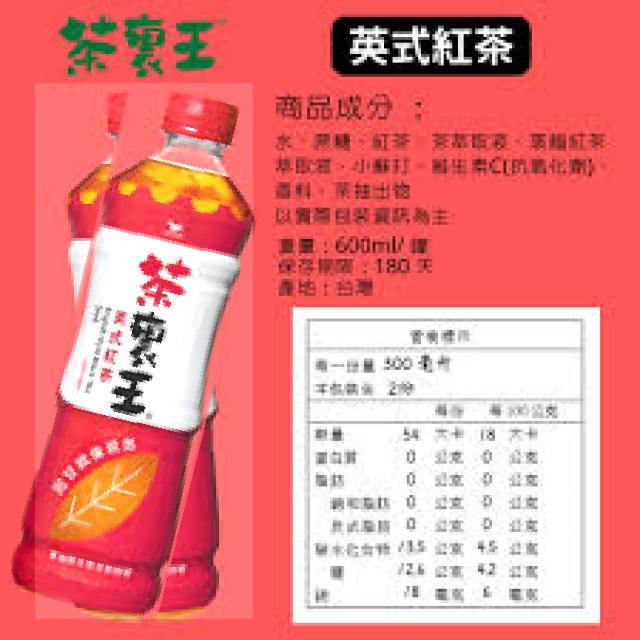 茶裏王
英式紅茶
商品成分 ：
水、蔗糖、紅茶、茶萃取液、蒸餾紅茶
萃取液、小蘇打、維生素C(抗氧化劑)、
香料、茶抽出物
以實際包裝資訊為主
重量：600ml/ 罐
保存期限：180 天
產地：台灣
茶
裏
王
英式紅茶
營養標示
每一份量 300 毫升
本包裝含 2份
每份 每100公克
熱量 54 大卡 18 大卡
蛋白質 0 公克 0 公克
脂肪 0 公克 0 公克
飽和脂肪 0 公克 0 公克
反式脂肪 0 公克 0 公克
碳水化合物 13.5 公克 4.5 公克
糖 12.6 公克 4.2 公克
鈉 18 毫克 6 毫克